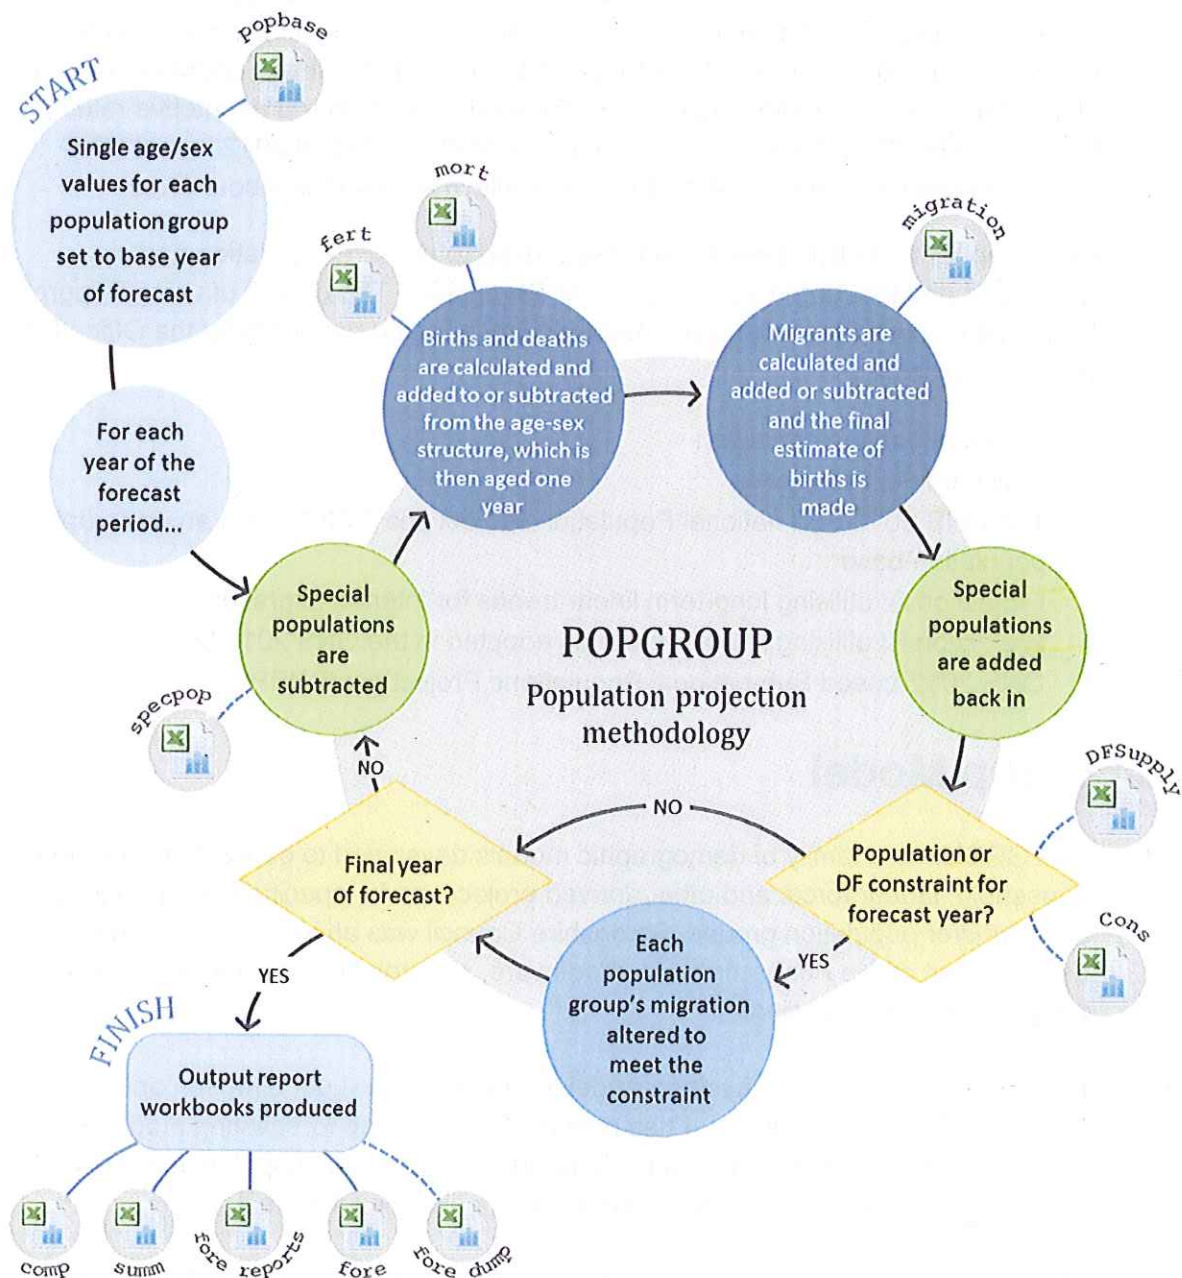 START
popbase
Single age/sex
values for each
population group
set to base year
of forecast
For each
year of the
forecast
period...
specpop
Special
populations
are
subtracted
fert
mort
Births and deaths
are calculated and
added to or subtracted
from the age-sex
structure, which is
then aged one
year
migration
Migrants are
calculated and
added or subtracted
and the final
estimate of
births is
made
Special
populations
are added
back in
POPGROUP
Population projection
methodology
DFSupply
Cons
Population or
DF constraint for
forecast year?
NO
YES
Each
population
group's migration
altered to
meet the
constraint
Final year
of forecast?
NO
YES
FINISH
Output report
workbooks produced
comp
summ
fore reports
fore
fore dump